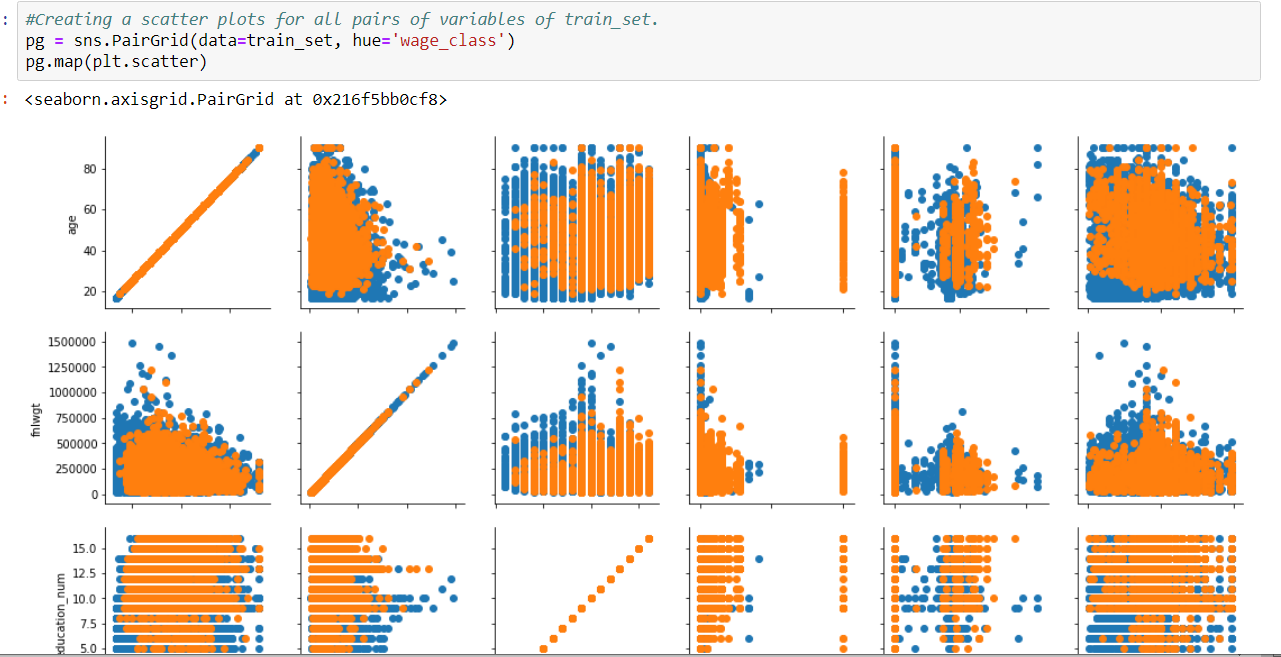 : #Creating a scatter plots for all pairs of variables of train_set.
pg = sns.PairGrid(data=train_set, hue='wage_class')
pg.map(plt.scatter)
: <seaborn.axisgrid.PairGrid at 0x216f5bb0cf8>
80
60
40
20
age
1500000
1250000
1000000
750000
500000
250000
0
fnlwgt
15.0
12.5
10.0
7.5
5.0
education_num